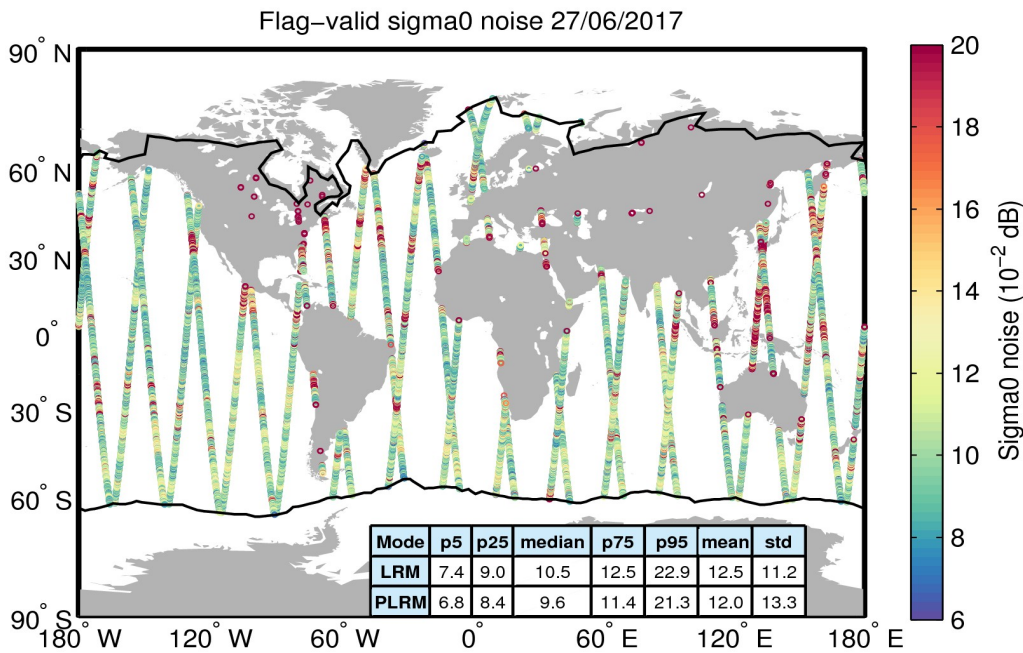 Flag−valid sigma0 noise 27/06/2017
90° N
60° N
30° N
0°
30° S
60° S
90° S
180° W
120° W
60° W
0°
60° E
120° E
180° E
20
18
16
14
12
10
8
6
Sigma0 noise (10⁻² dB)
Mode p5 p25 median p75 p95 mean std
LRM 7.4 9.0 10.5 12.5 22.9 12.5 11.2
PLRM 6.8 8.4 9.6 11.4 21.3 12.0 13.3